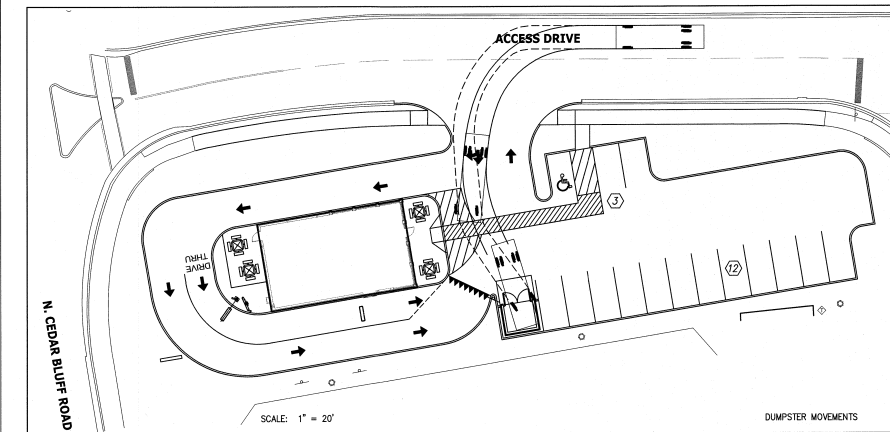 ACCESS DRIVE
3
DRIVE
THRU
12
N. CEDAR BLUFF ROAD
SCALE: 1" = 20'
DUMPSTER MOVEMENTS